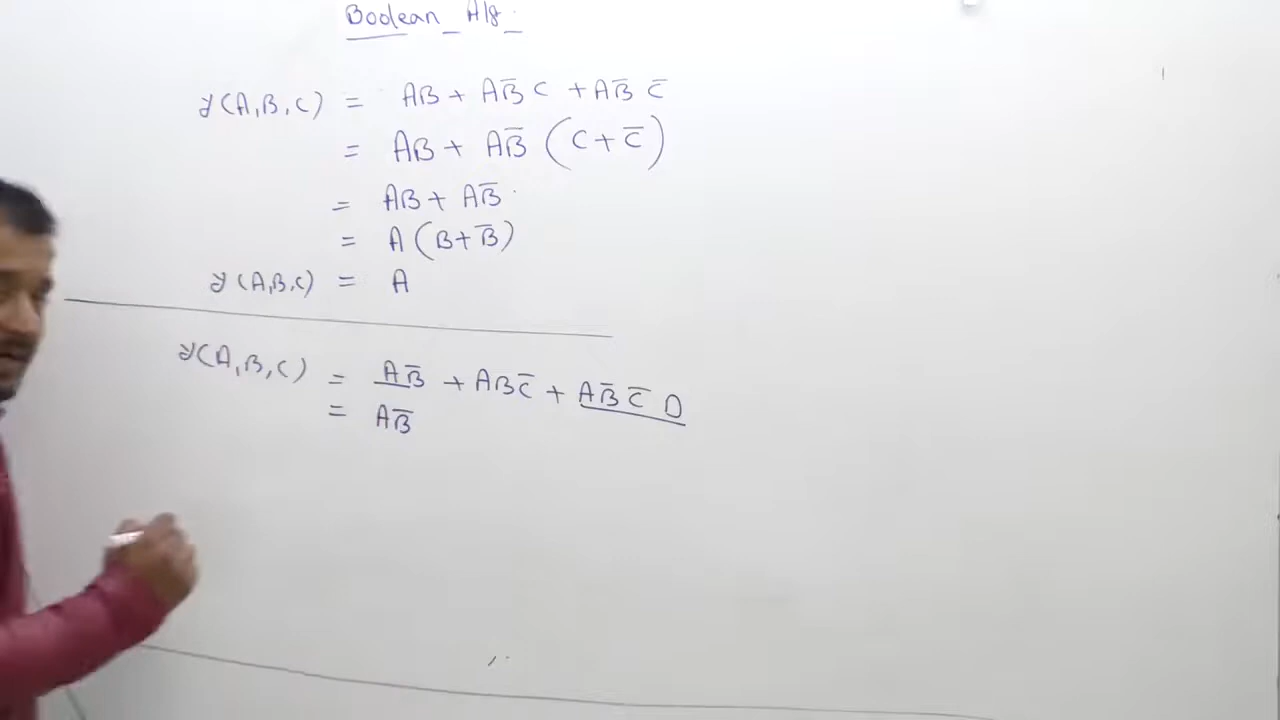 Boolean Alg.
y(A,B,C) = AB + AB̅C + AB̅C̅
= AB + AB̅ (C + C̅)
= AB + AB̅
= A(B+B̅)
y(A,B,C) = A
y(A,B,C) = AB̅ + ABC̅ + AB̅C̅D
= AB̅